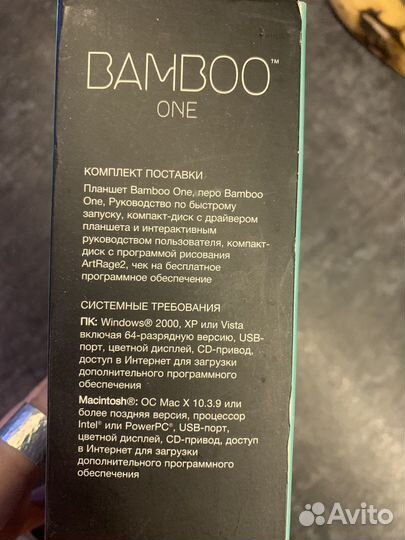 BAMBOO™
ONE
КОМПЛЕКТ ПОСТАВКИ
Планшет Bamboo One, перо Bamboo
One, Руководство по быстрому
запуску, компакт-диск с драйвером
планшета и интерактивным
руководством пользователя, компакт-
диск с программой рисования
ArtRage2, чек на бесплатное
программное обеспечение
СИСТЕМНЫЕ ТРЕБОВАНИЯ
ПК: Windows® 2000, XP или Vista
включая 64-разрядную версию, USB-
порт, цветной дисплей, CD-привод,
доступ в Интернет для загрузки
дополнительного программного
обеспечения
Macintosh®: ОС Mac X 10.3.9 или
более поздняя версия, процессор
Intel® или PowerPC®, USB-порт,
цветной дисплей, CD-привод, доступ
в Интернет для загрузки
дополнительного программного
обеспечения
Avito